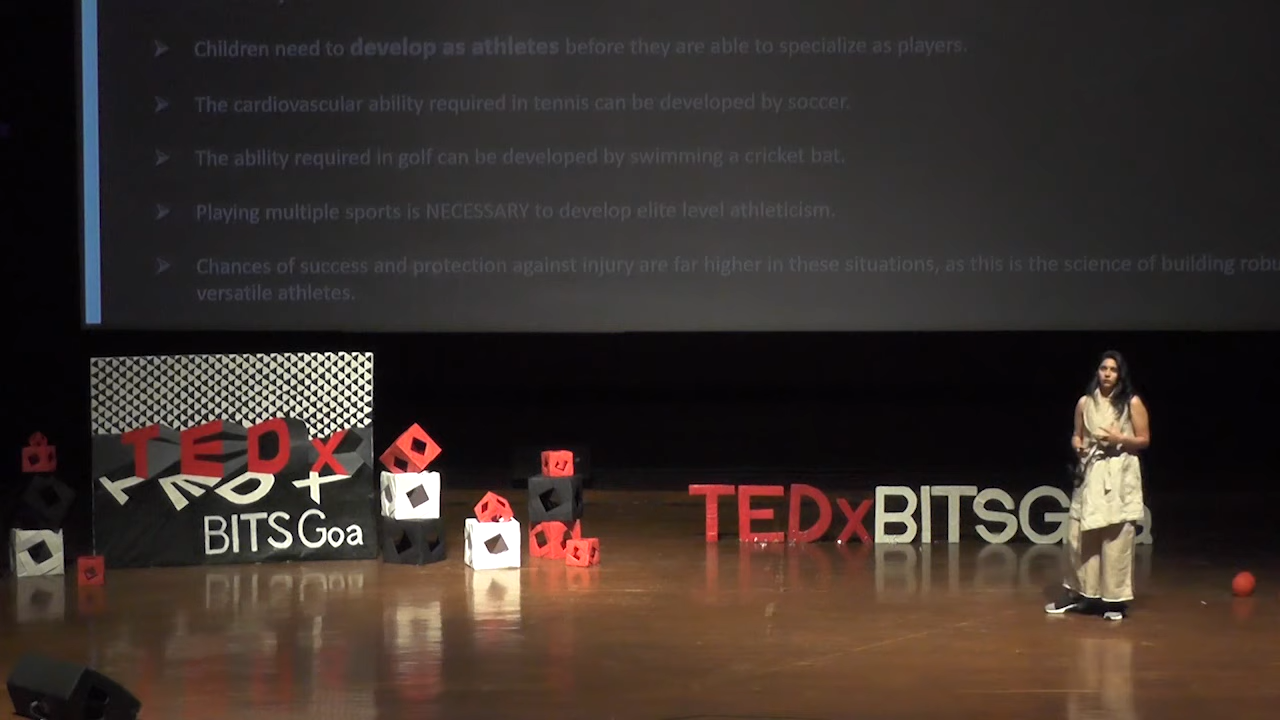 Children need to develop as athletes before they are able to specialize as players.
The cardiovascular ability required in tennis can be developed by soccer.
The ability required in golf can be developed by swimming a cricket bat.
Playing multiple sports is NECESSARY to develop elite level athleticism.
Chances of success and protection against injury are far higher in these situations, as this is the science of building
versatile athletes.
TEDx
TEDx
BITS Goa
TEDxBITSGoa